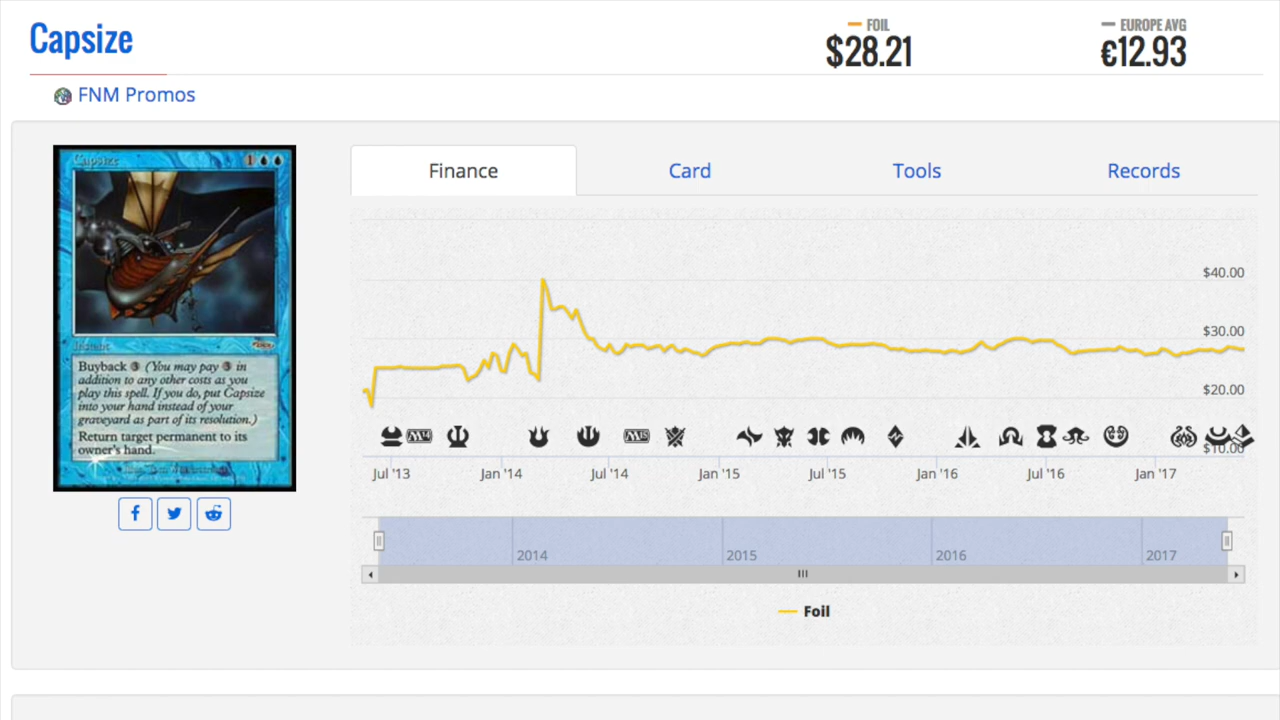 Capsize
FOIL
$28.21
EUROPE AVG
€12.93
FNM Promos
Finance
Card
Tools
Records
Capsize
1
Instant
Buyback 3 (You may pay 3 in
addition to any other costs as you
play this spell. If you do, put Capsize
into your hand instead of your
graveyard as part of its resolution.)
Return target permanent to its
owner's hand.
$40.00
$30.00
$20.00
$10.00
Jul '13
Jan '14
Jul '14
Jan '15
Jul '15
Jan '16
Jul '16
Jan '17
2014
2015
2016
2017
Foil